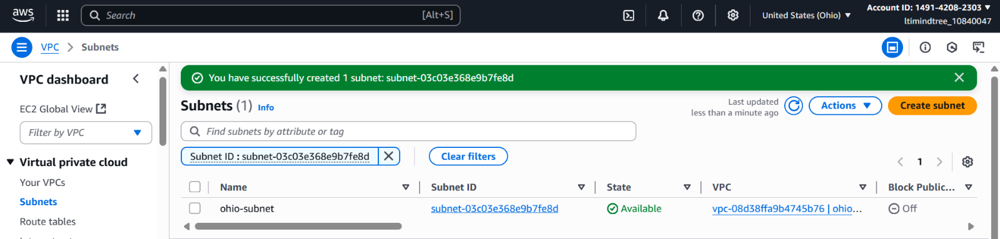 aws
Search
[Alt+S]
United States (Ohio)
Account ID: 1491-4208-2303
ltimindtree_10840047
VPC
Subnets
VPC dashboard
EC2 Global View
Filter by VPC
Virtual private cloud
Your VPCs
Subnets
Route tables
You have successfully created 1 subnet: subnet-03c03e368e9b7fe8d
Subnets (1) Info
Last updated
less than a minute ago
Actions
Create subnet
Find subnets by attribute or tag
Subnet ID : subnet-03c03e368e9b7fe8d
Clear filters
1
Name Subnet ID State VPC Block Public...
ohio-subnet subnet-03c03e368e9b7fe8d Available vpc-08d38ffa9b4745b76 | ohio... Off